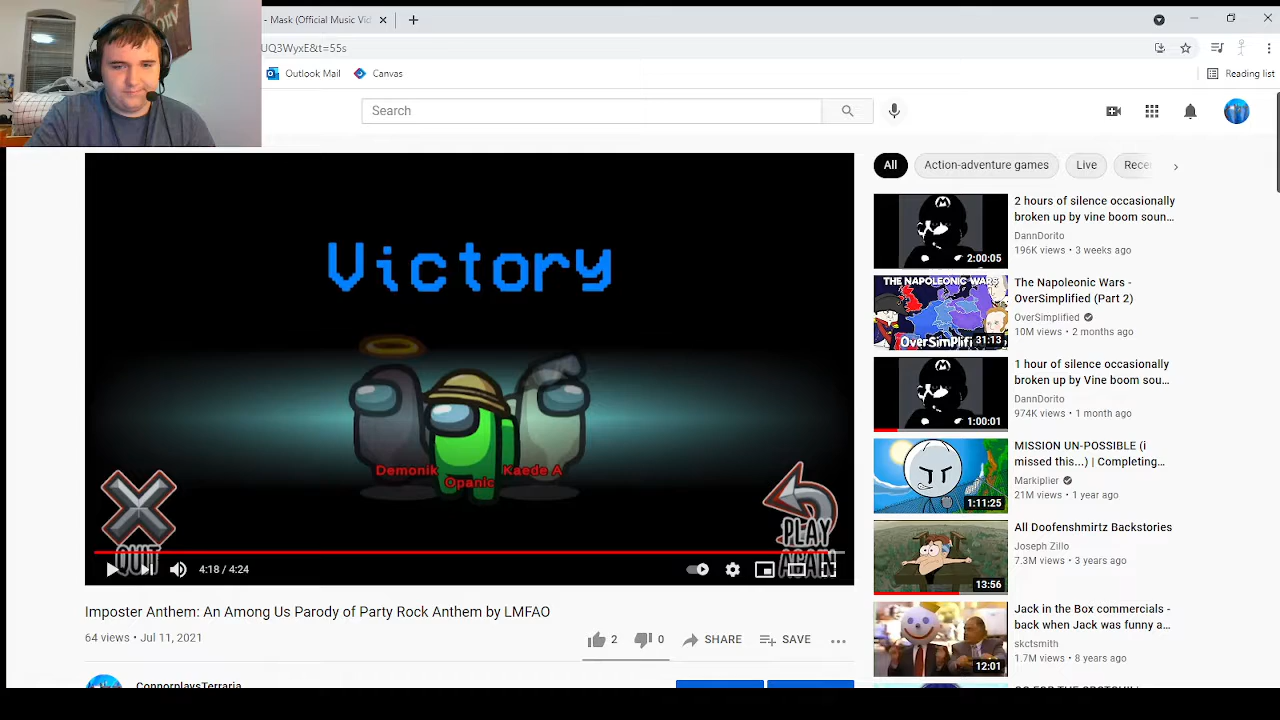 - Mask (Official Music Vid
UQ3WyxE&t=55s
Outlook Mail
Canvas
Reading list
Search
All
Action-adventure games
Live
Rece
Victory
Demonik
Opanic
Kaede A
QUIT
PLAY
AGAIN
4:18 / 4:24
Imposter Anthem: An Among Us Parody of Party Rock Anthem by LMFAO
64 views • Jul 11, 2021
2
0
SHARE
SAVE
ConnorplaysTerraria
2:00:05
2 hours of silence occasionally
broken up by vine boom soun...
DannDorito
196K views • 3 weeks ago
THE NAPOLEONIC WARS
OverSimplifi
31:13
The Napoleonic Wars -
OverSimplified (Part 2)
OverSimplified
10M views • 2 months ago
1:00:01
1 hour of silence occasionally
broken up by Vine boom sou...
DannDorito
974K views • 1 month ago
1:11:25
MISSION UN-POSSIBLE (i
missed this...) | Completing...
Markiplier
21M views • 1 year ago
13:56
All Doofenshmirtz Backstories
Joseph Zillo
7.3M views • 3 years ago
12:01
Jack in the Box commercials -
back when Jack was funny a...
skctsmith
1.7M views • 8 years ago